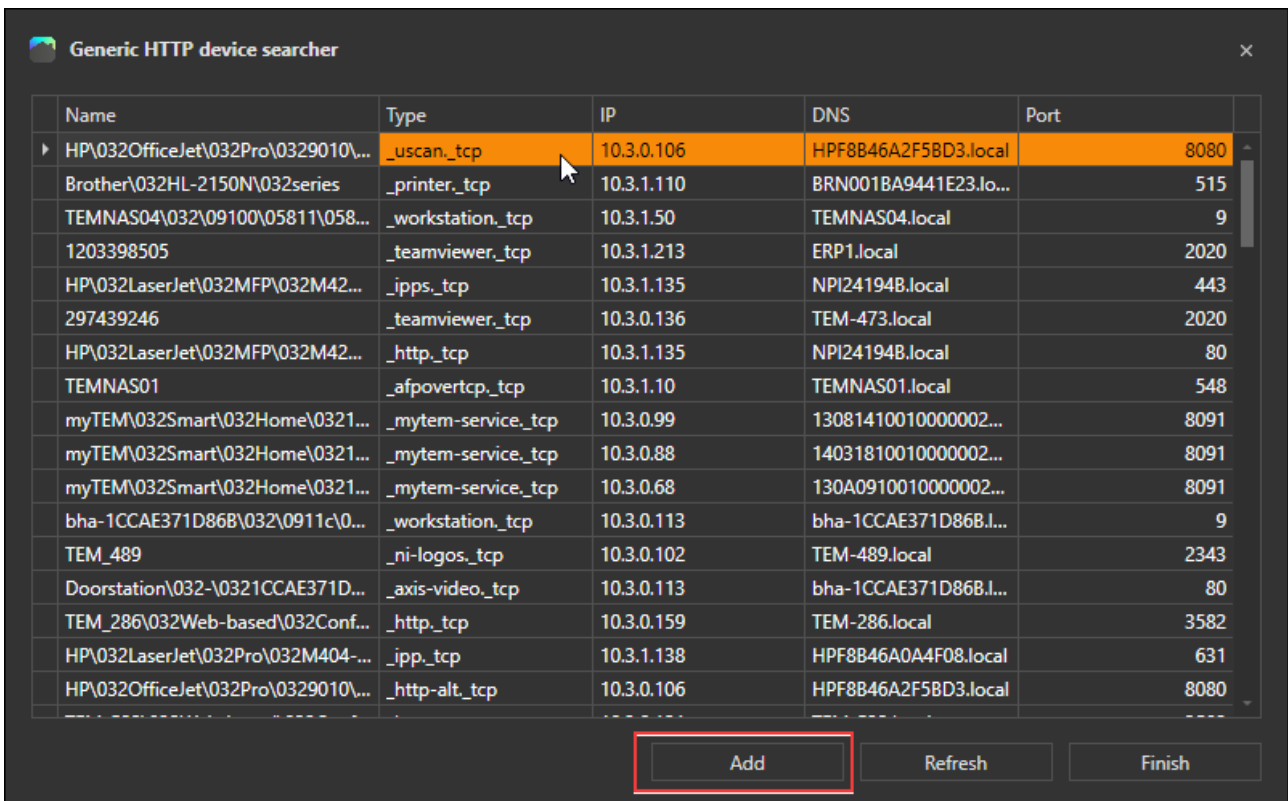 Generic HTTP device searcher
Name Type IP DNS Port
HP\032OfficeJet\032Pro\0329010\... _uscan._tcp 10.3.0.106 HPF8B46A2F5BD3.local 8080
Brother\032HL-2150N\032series _printer._tcp 10.3.1.110 BRN001BA9441E23.lo... 515
TEMNAS04\032\09100\05811\058... _workstation._tcp 10.3.1.50 TEMNAS04.local 9
1203398505 _teamviewer._tcp 10.3.1.213 ERP1.local 2020
HP\032LaserJet\032MFP\032M42... _ipps._tcp 10.3.1.135 NPI24194B.local 443
297439246 _teamviewer._tcp 10.3.0.136 TEM-473.local 2020
HP\032LaserJet\032MFP\032M42... _http._tcp 10.3.1.135 NPI24194B.local 80
TEMNAS01 _afpovertcp._tcp 10.3.1.10 TEMNAS01.local 548
myTEM\032Smart\032Home\0321... _mytem-service._tcp 10.3.0.99 13081410010000002... 8091
myTEM\032Smart\032Home\0321... _mytem-service._tcp 10.3.0.88 14031810010000002... 8091
myTEM\032Smart\032Home\0321... _mytem-service._tcp 10.3.0.68 130A0910010000002... 8091
bha-1CCAE371D86B\032\0911c\0... _workstation._tcp 10.3.0.113 bha-1CCAE371D86B.l... 9
TEM_489 _ni-logos._tcp 10.3.0.102 TEM-489.local 2343
Doorstation\032-\0321CCAE371D... _axis-video._tcp 10.3.0.113 bha-1CCAE371D86B.l... 80
TEM_286\032Web-based\032Conf... _http._tcp 10.3.0.159 TEM-286.local 3582
HP\032LaserJet\032Pro\032M404-... _ipp._tcp 10.3.1.138 HPF8B46A0A4F08.local 631
HP\032OfficeJet\032Pro\0329010\... _http-alt._tcp 10.3.0.106 HPF8B46A2F5BD3.local 8080
Add Refresh Finish